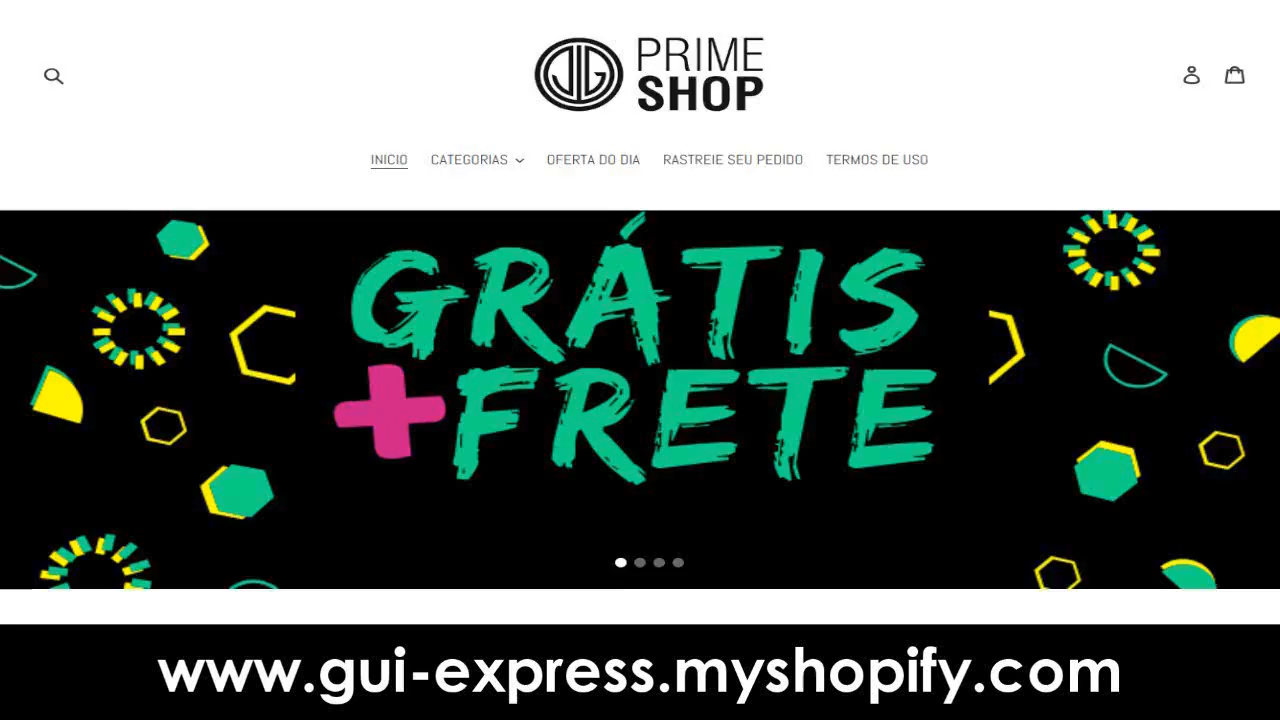 JG
PRIME
SHOP
INICIO CATEGORIAS OFERTA DO DIA RASTREIE SEU PEDIDO TERMOS DE USO
GRÁTIS
+FRETE
www.gui-express.myshopify.com